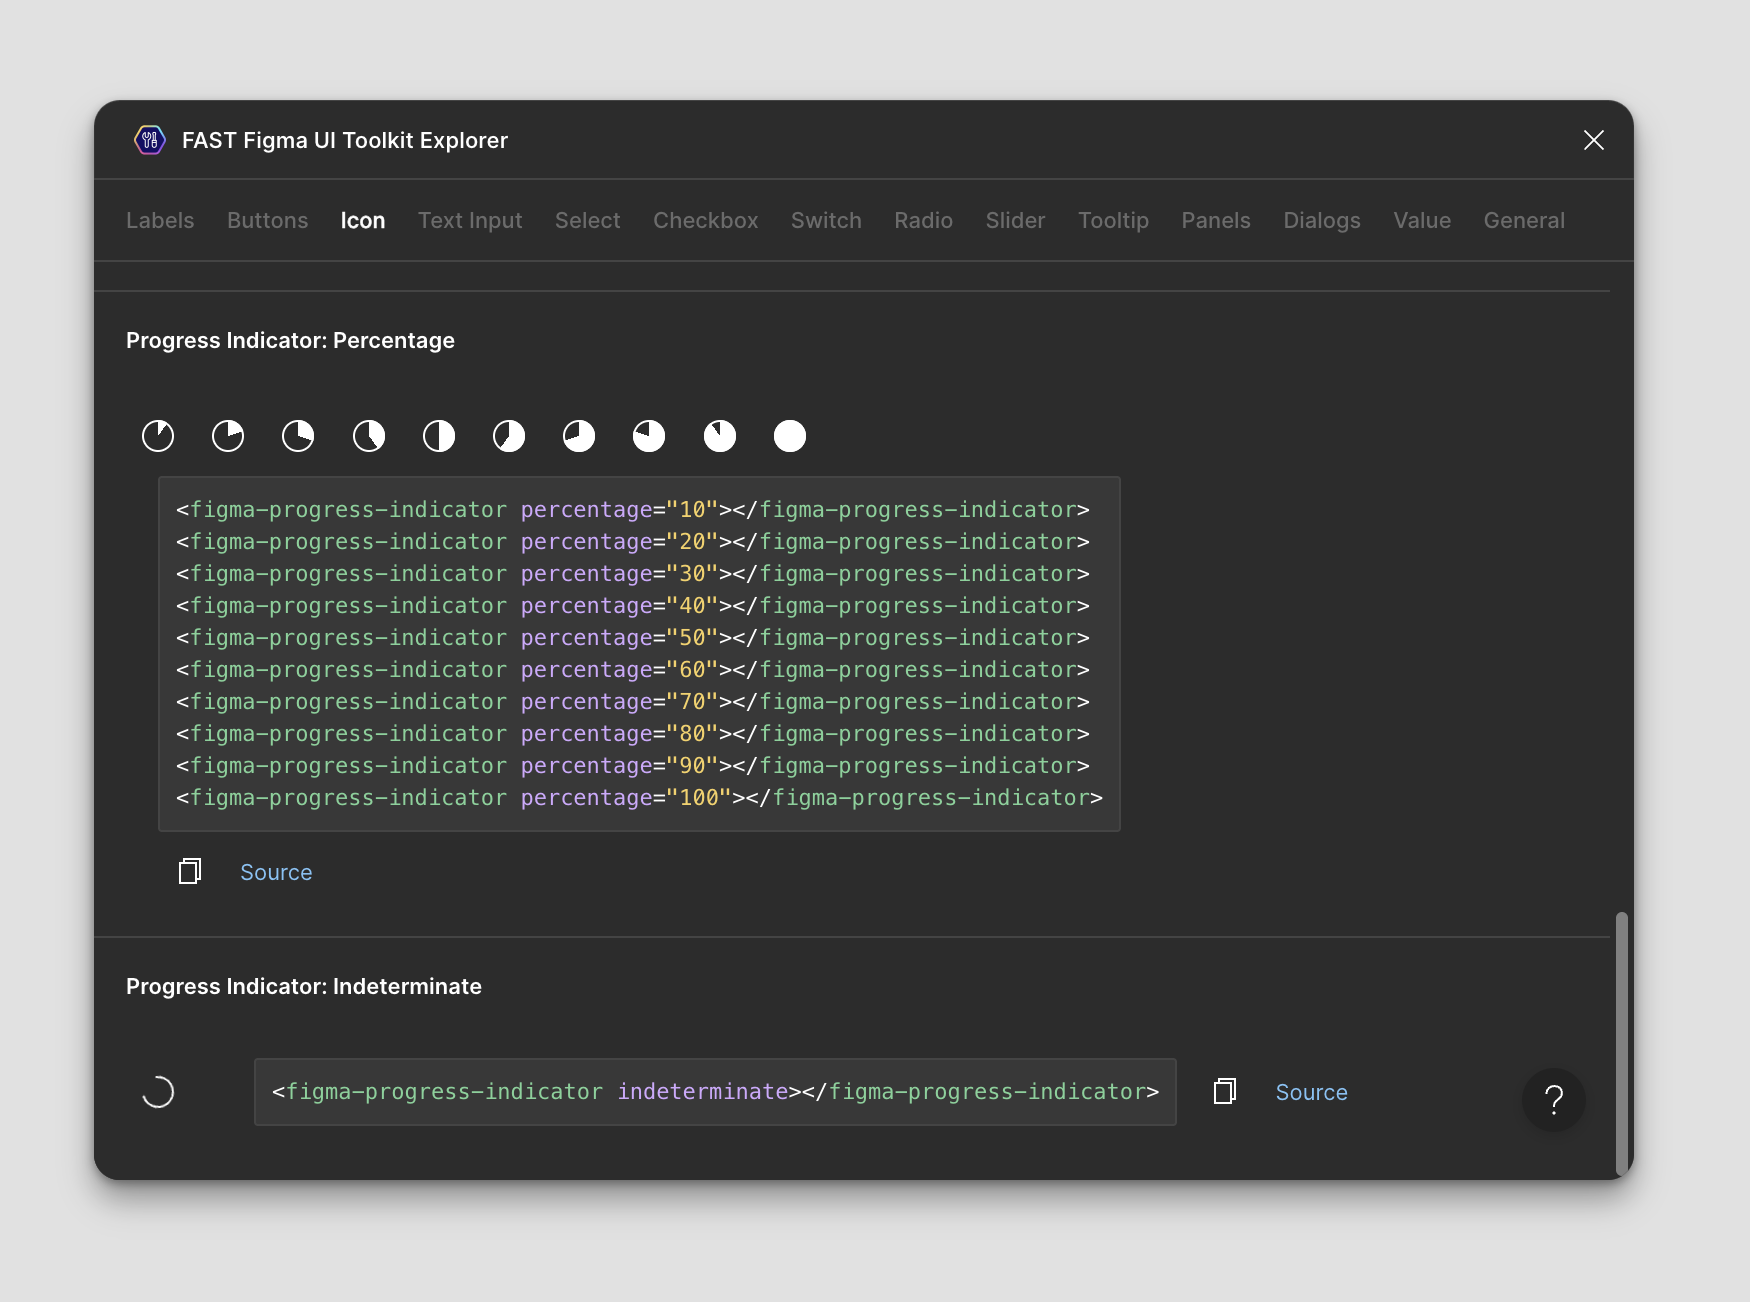 FAST Figma UI Toolkit Explorer
Labels Buttons Icon Text Input Select Checkbox Switch Radio Slider Tooltip Panels Dialogs Value General
Progress Indicator: Percentage
<figma-progress-indicator percentage="10"></figma-progress-indicator>
<figma-progress-indicator percentage="20"></figma-progress-indicator>
<figma-progress-indicator percentage="30"></figma-progress-indicator>
<figma-progress-indicator percentage="40"></figma-progress-indicator>
<figma-progress-indicator percentage="50"></figma-progress-indicator>
<figma-progress-indicator percentage="60"></figma-progress-indicator>
<figma-progress-indicator percentage="70"></figma-progress-indicator>
<figma-progress-indicator percentage="80"></figma-progress-indicator>
<figma-progress-indicator percentage="90"></figma-progress-indicator>
<figma-progress-indicator percentage="100"></figma-progress-indicator>
Source
Progress Indicator: Indeterminate
<figma-progress-indicator indeterminate></figma-progress-indicator>
Source
?